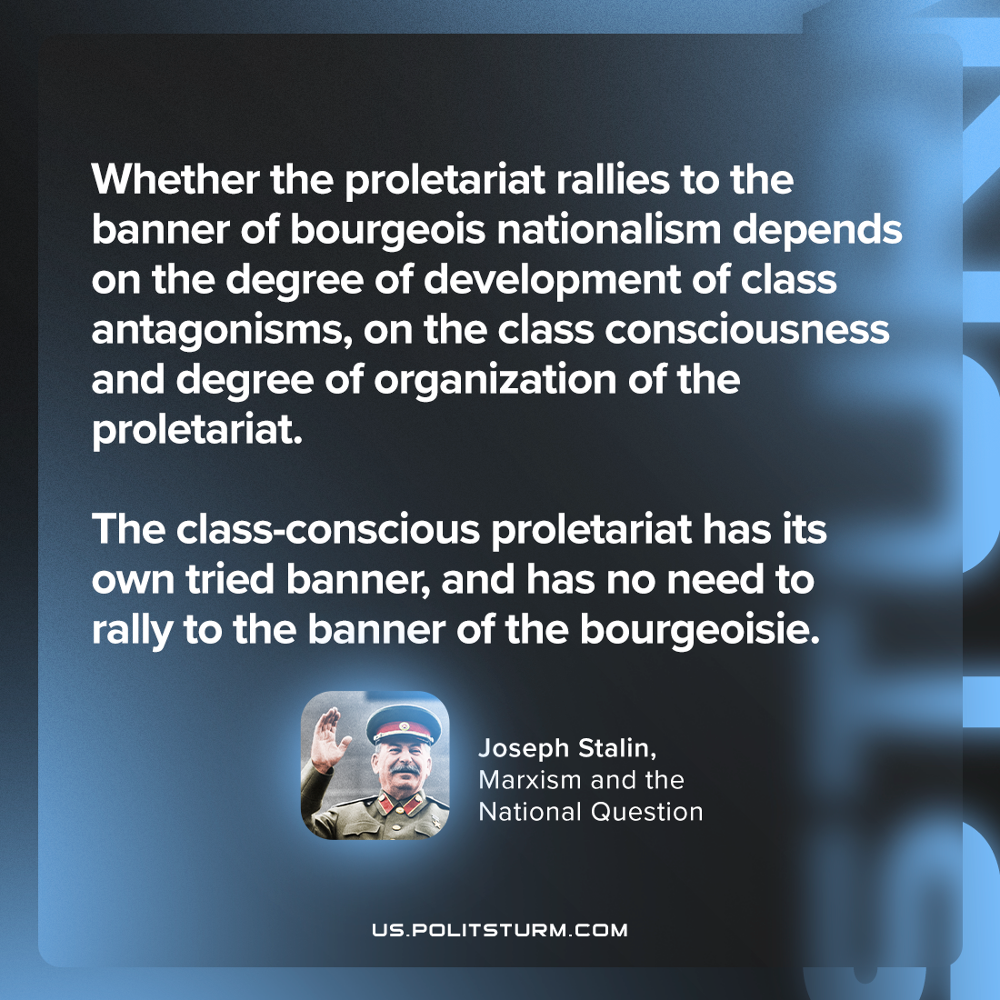 Whether the proletariat rallies to the
banner of bourgeois nationalism depends
on the degree of development of class
antagonisms, on the class consciousness
and degree of organization of the
proletariat.
The class-conscious proletariat has its
own tried banner, and has no need to
rally to the banner of the bourgeoisie.
Joseph Stalin,
Marxism and the
National Question
US.POLITSTURM.COM